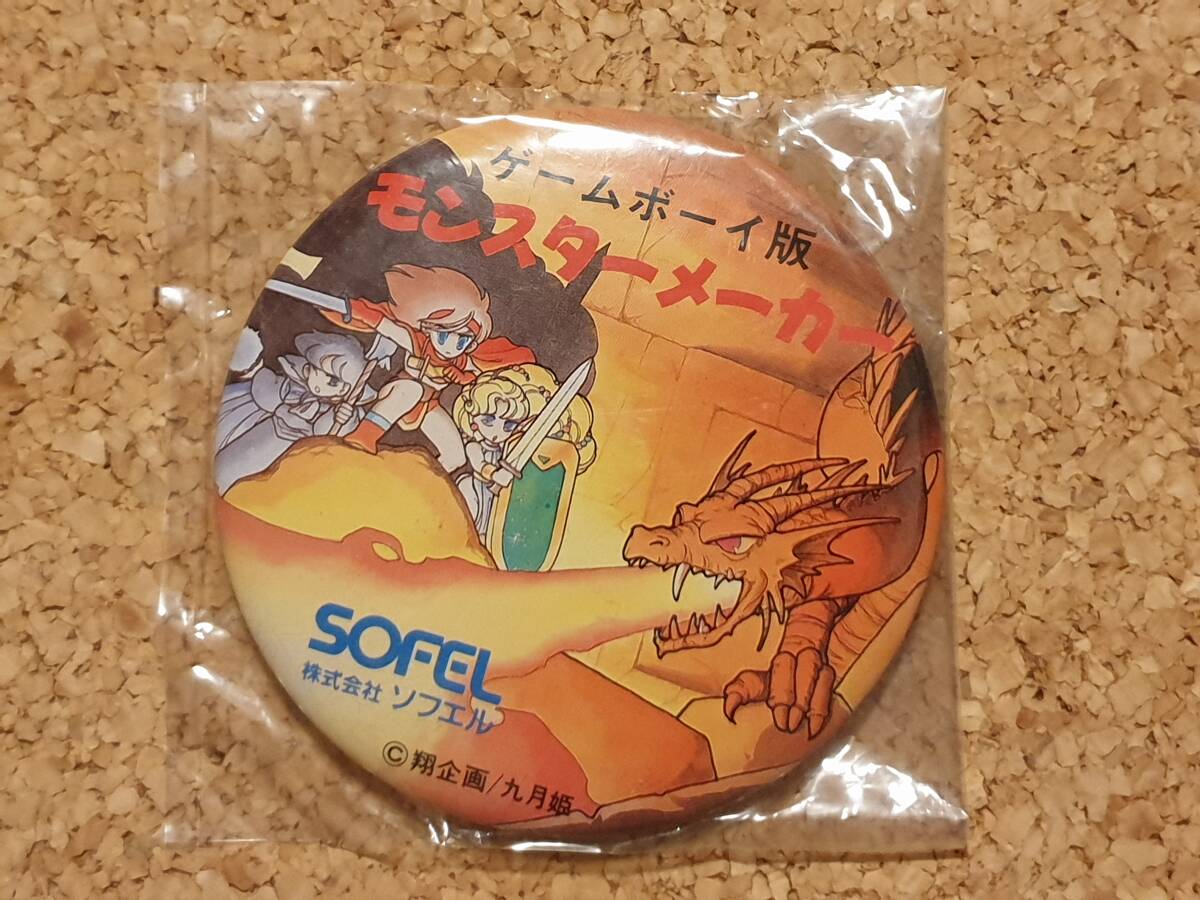 ゲームボーイ版
モンスターメーカー
SOFEL
株式会社 ソフエル
©翔企画/九月姫